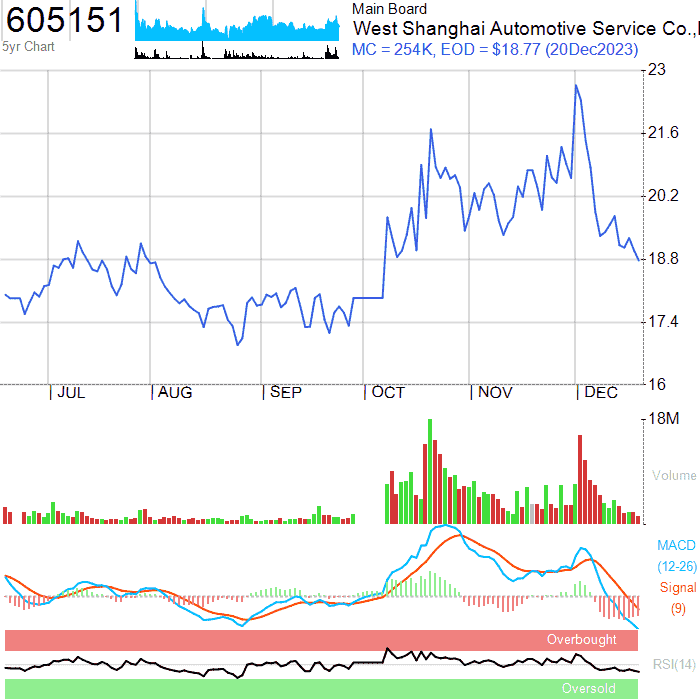 605151
5yr Chart
Main Board
West Shanghai Automotive Service Co.,
MC = 254K, EOD = $18.77 (20Dec2023)
23
21.6
20.2
18.8
17.4
16
| JUL | AUG | SEP | OCT | NOV | DEC
18M
Volume
MACD
(12-26)
Signal
(9)
Overbought
RSI(14)
Oversold